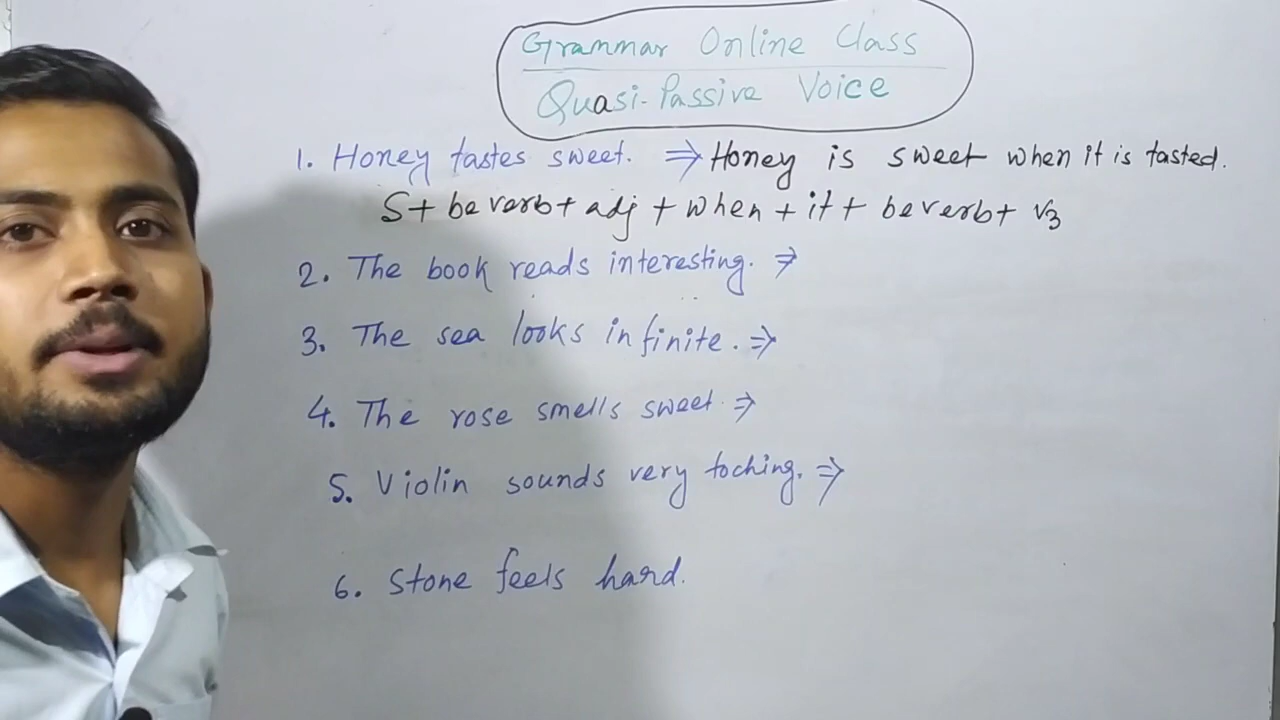 Grammar Online Class
Quasi-Passive Voice
1. Honey tastes sweet. ⇒ Honey is sweet when it is tasted.
S + be verb + adj + when + it + be verb + V3
2. The book reads interesting. ⇒
3. The sea looks infinite. ⇒
4. The rose smells sweet. ⇒
5. Violin sounds very toching. ⇒
6. Stone feels hard.